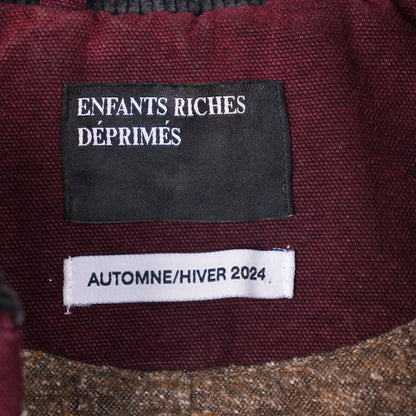 ENFANTS RICHES
DÉPRIMÉS
AUTOMNE/HIVER 2024